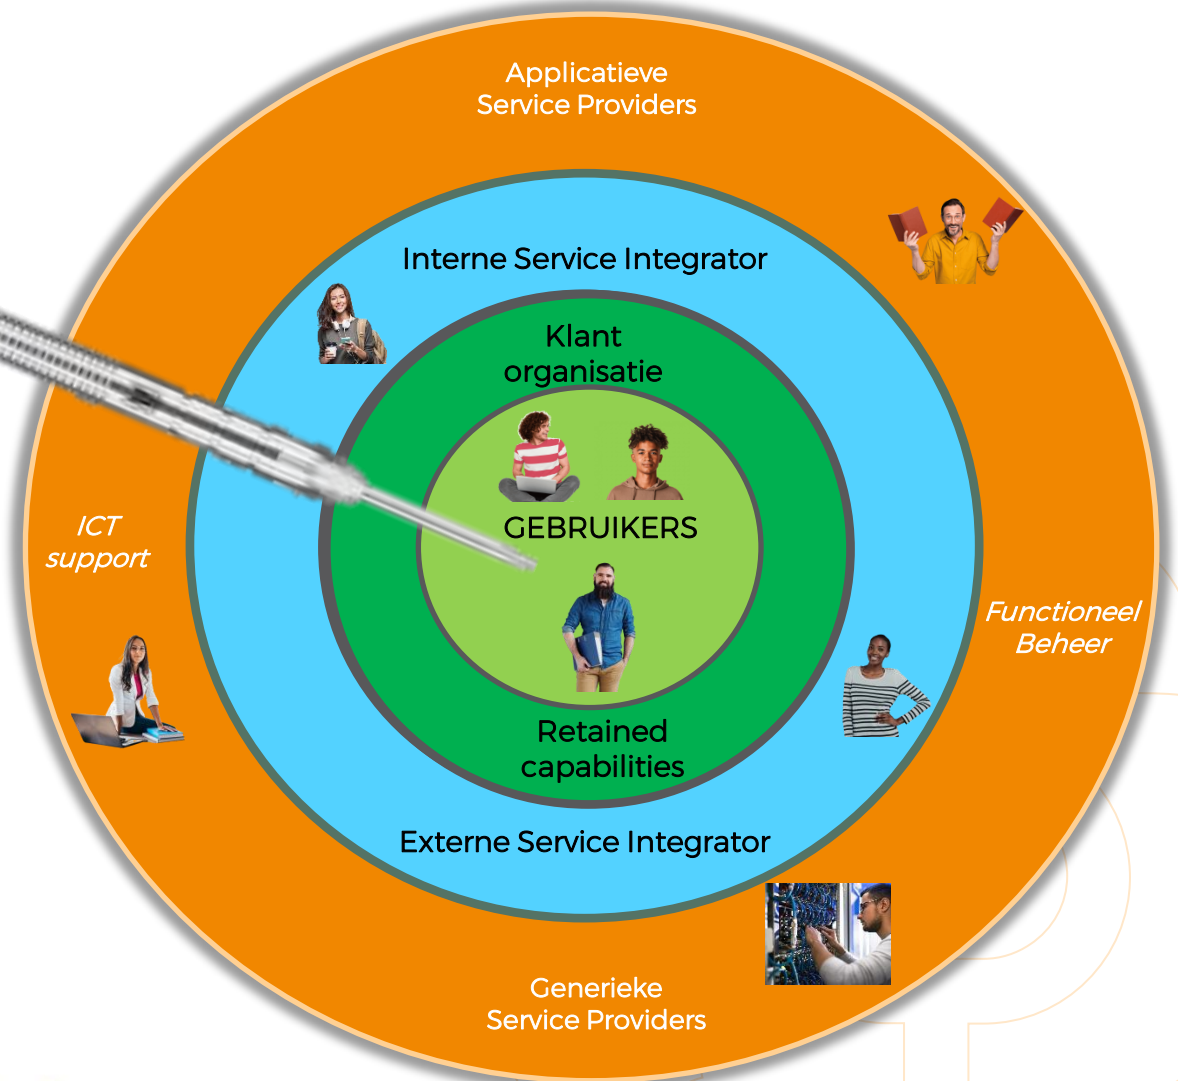 Applicatieve
Service Providers
Interne Service Integrator
Klant
organisatie
GEBRUIKERS
ICT
support
Functioneel
Beheer
Retained
capabilities
Externe Service Integrator
Generieke
Service Providers